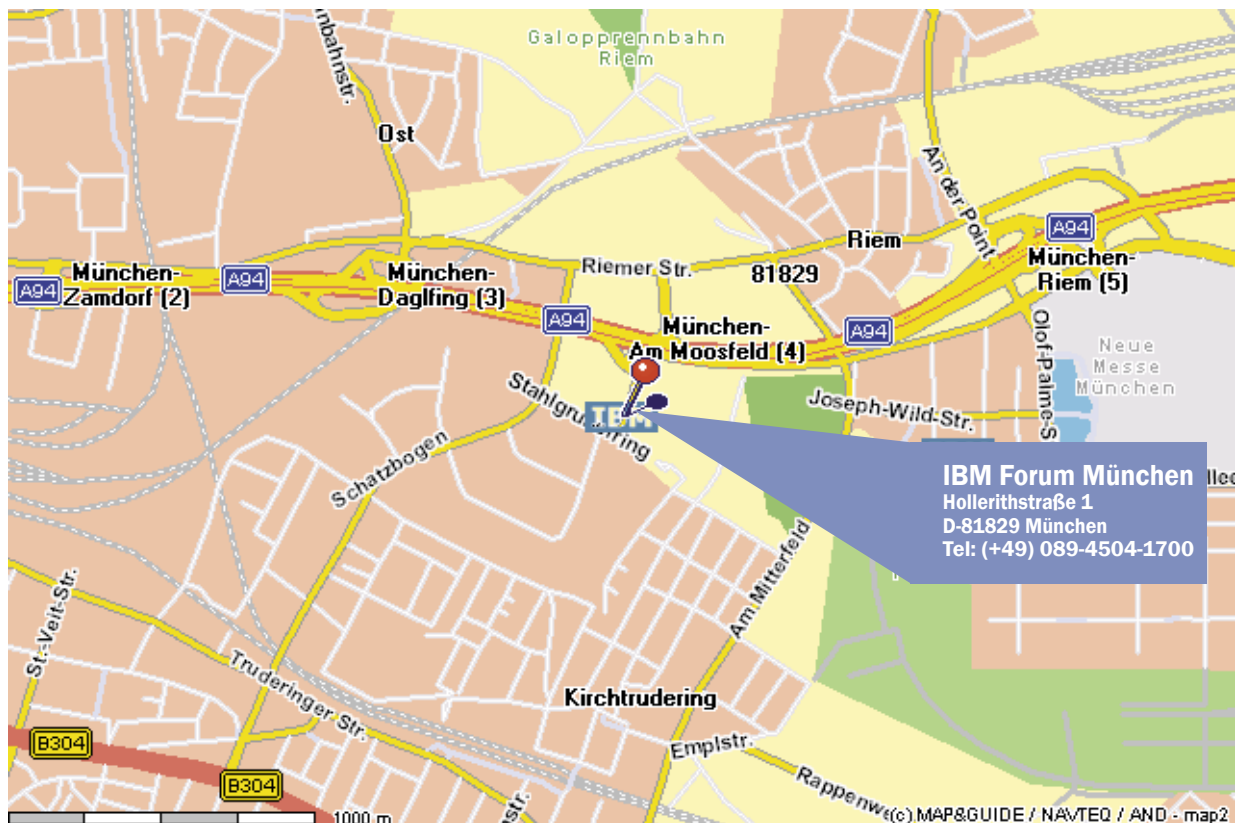 Galopprennbahn
Riem
nbahnstr.
Ost
An der Point
A94
Riem
München-
Riem (5)
Riemer Str.
81829
München-
Zamdorf (2)
A94
A94
München-
Daglfing (3)
A94
München-
Am Moosfeld (4)
A94
Olof-Palme-S
Neue
Messe
München
IBM
Joseph-Wild-Str.
Schatzbogen
IBM Forum München
Hollerithstraße 1
D-81829 München
Tel: (+49) 089-4504-1700
Am Mitterfeld
St.-Veit-Str.
Truderinger Str.
Kirchtrudering
Emplstr.
B304
B304
1000 m
(c) MAP&GUIDE / NAVTEQ / AND - map2